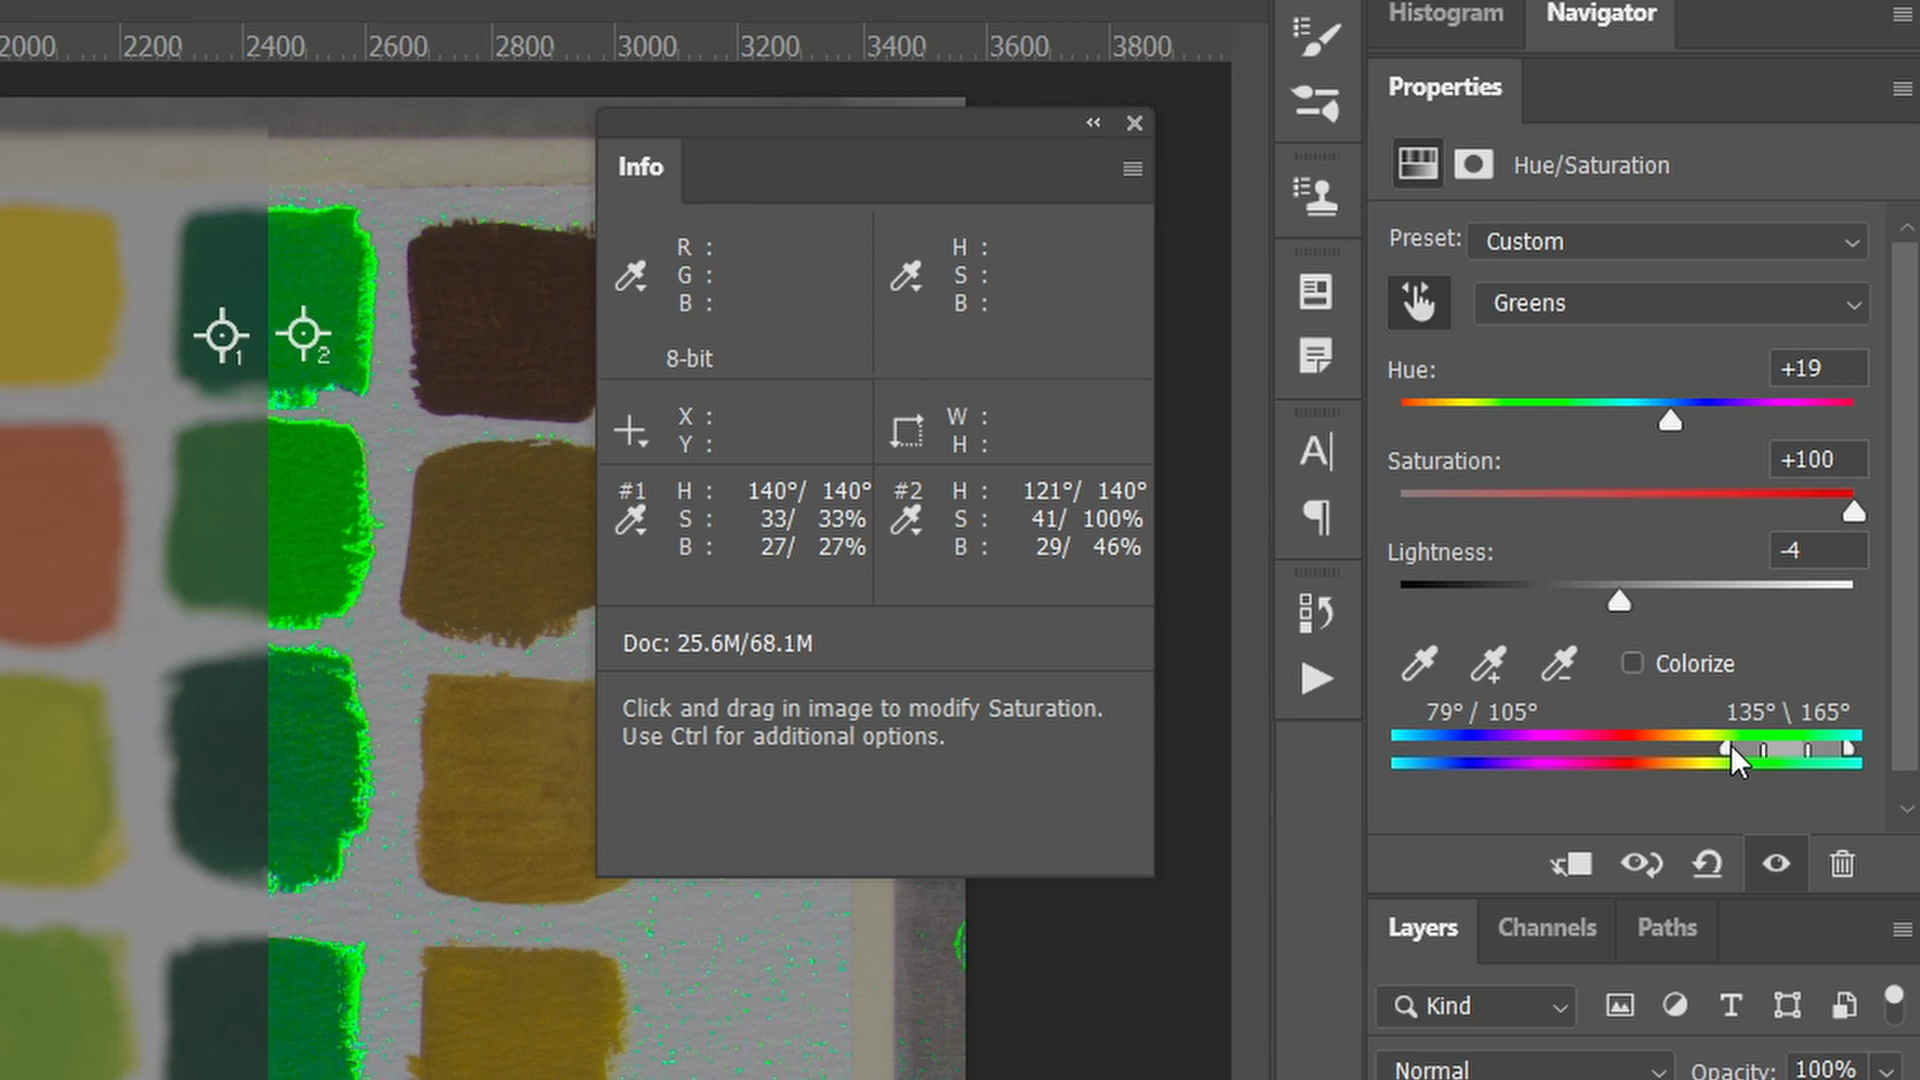 Histogram Navigator
2000 2200 2400 2600 2800 3000 3200 3400 3600 3800
Properties
Hue/Saturation
Preset: Custom
Greens
Hue: +19
Saturation: +100
Lightness: -4
Colorize
79° / 105° 135° \ 165°
Info
R :
G :
B :
H :
S :
B :
8-bit
X :
Y :
W :
H :
#1 H : 140°/ 140°
S : 33/ 33%
B : 27/ 27%
#2 H : 121°/ 140°
S : 41/ 100%
B : 29/ 46%
Doc: 25.6M/68.1M
Click and drag in image to modify Saturation.
Use Ctrl for additional options.
1
2
Layers Channels Paths
Kind
Normal Opacity: 100%